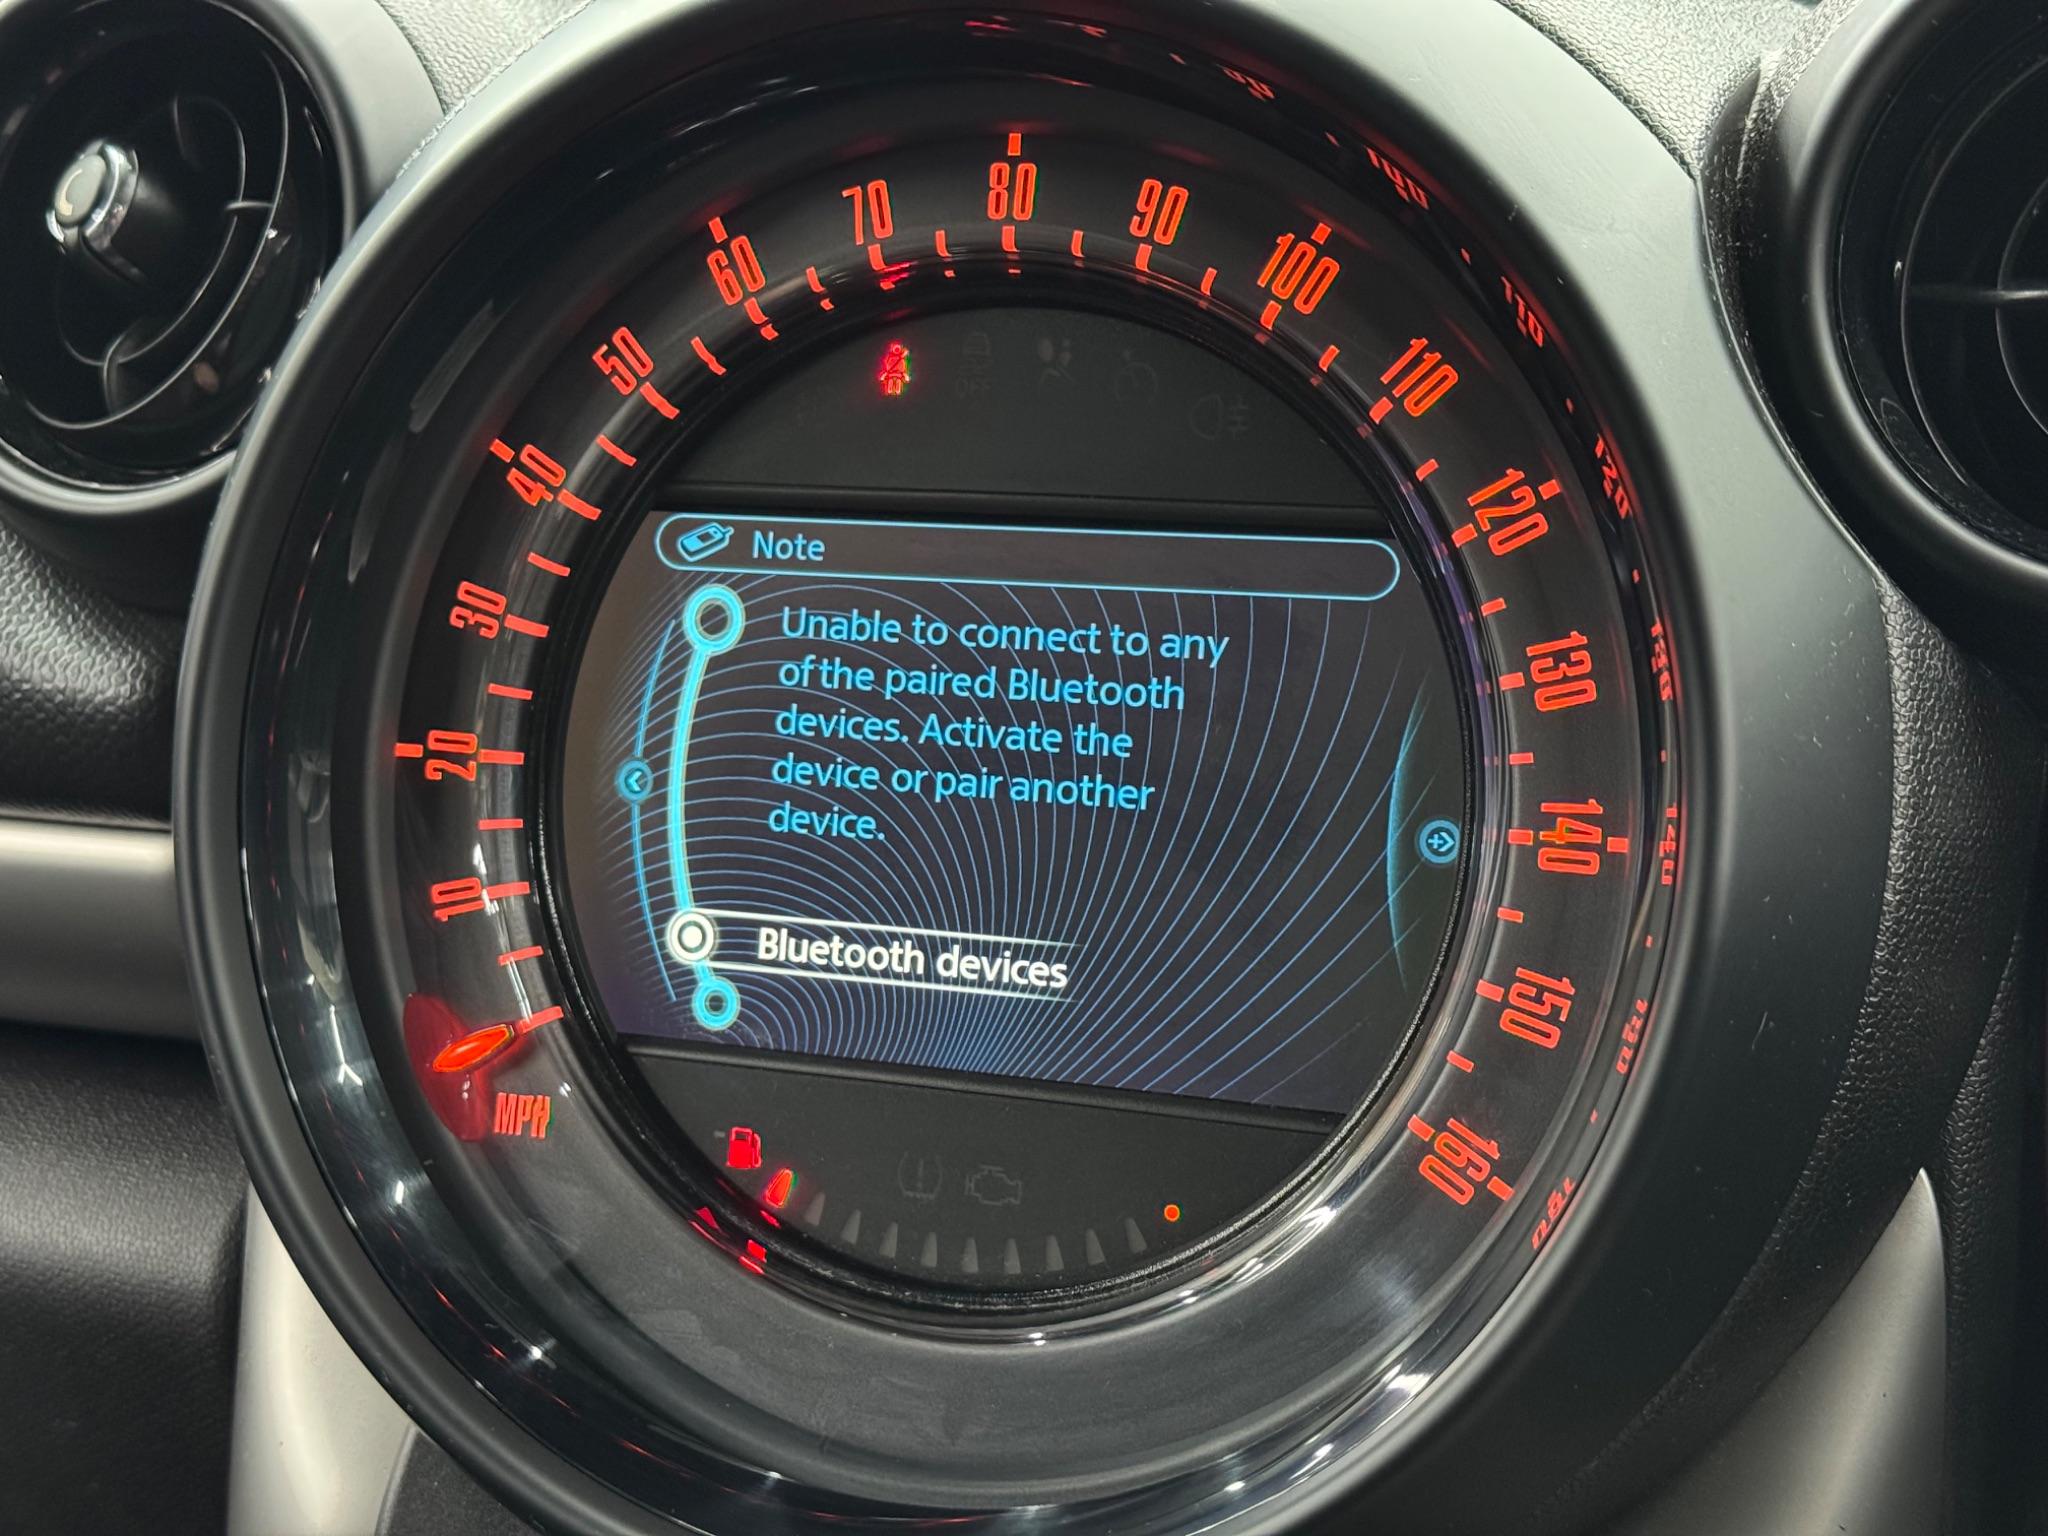 80
70
90
60
100
50
110
40
120
30
130
20
140
10
150
MPH
160
OFF
Note
Unable to connect to any
of the paired Bluetooth
devices. Activate the
device or pair another
device.
Bluetooth devices